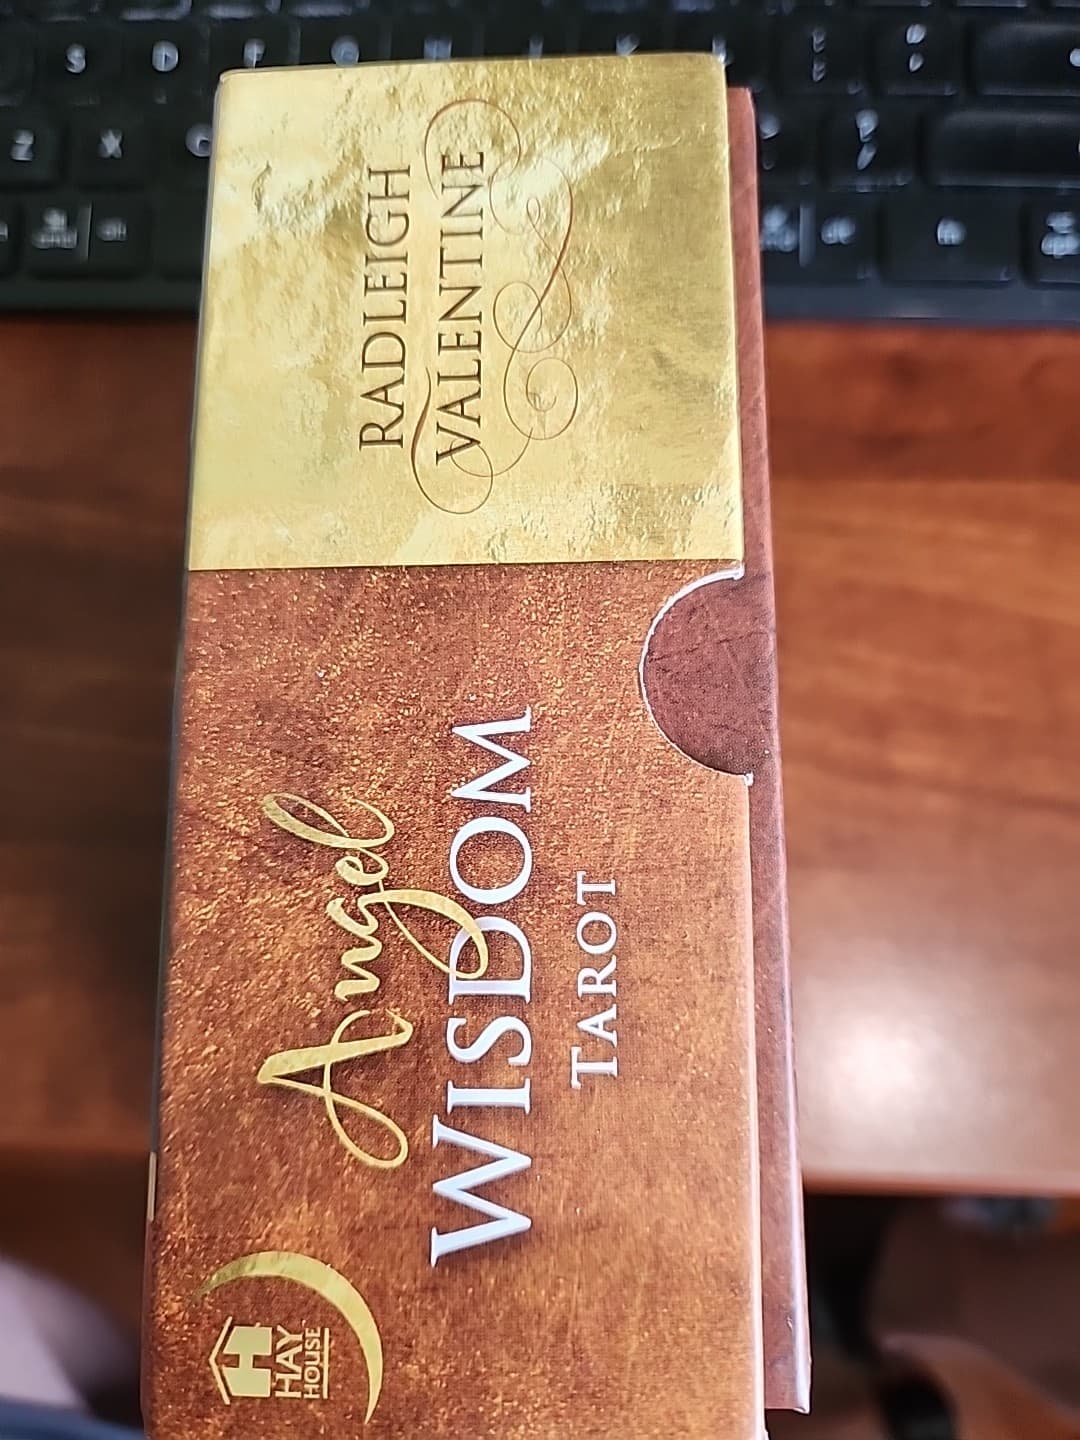 RADLEIGH
VALENTINE
Angel
WISDOM
TAROT
HAY
HOUSE
S D F
Z X C